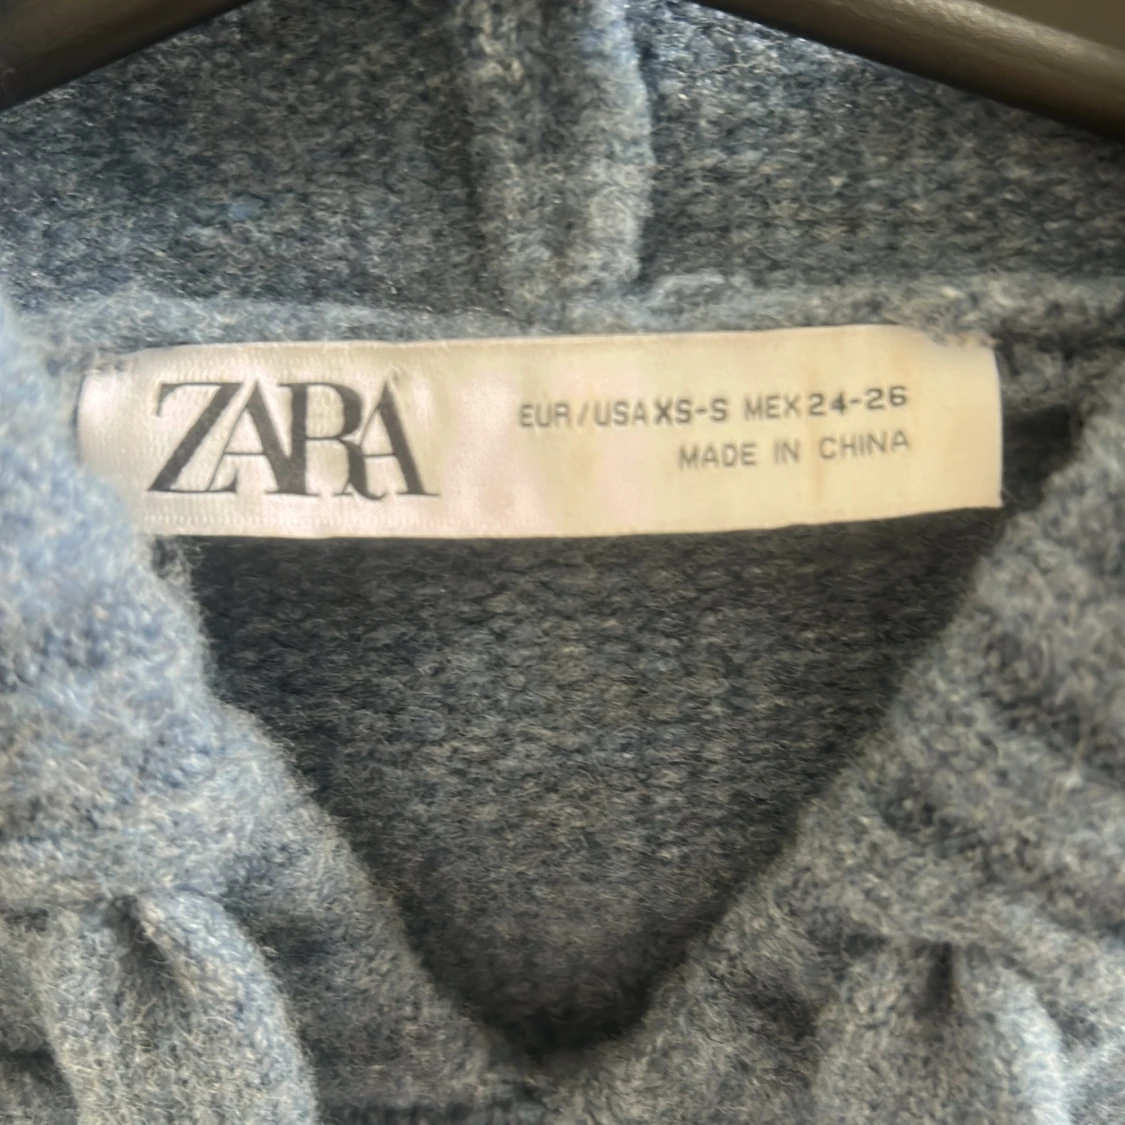 ZARA
EUR/USA XS-S MEX 24-26
MADE IN CHINA